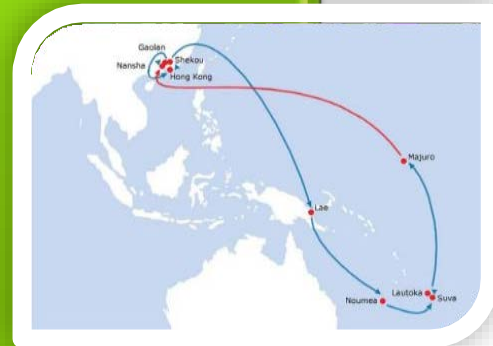 Gaolan
Shekou
Nansha
Hong Kong
Majuro
Lae
Lautoka
Suva
Noumea